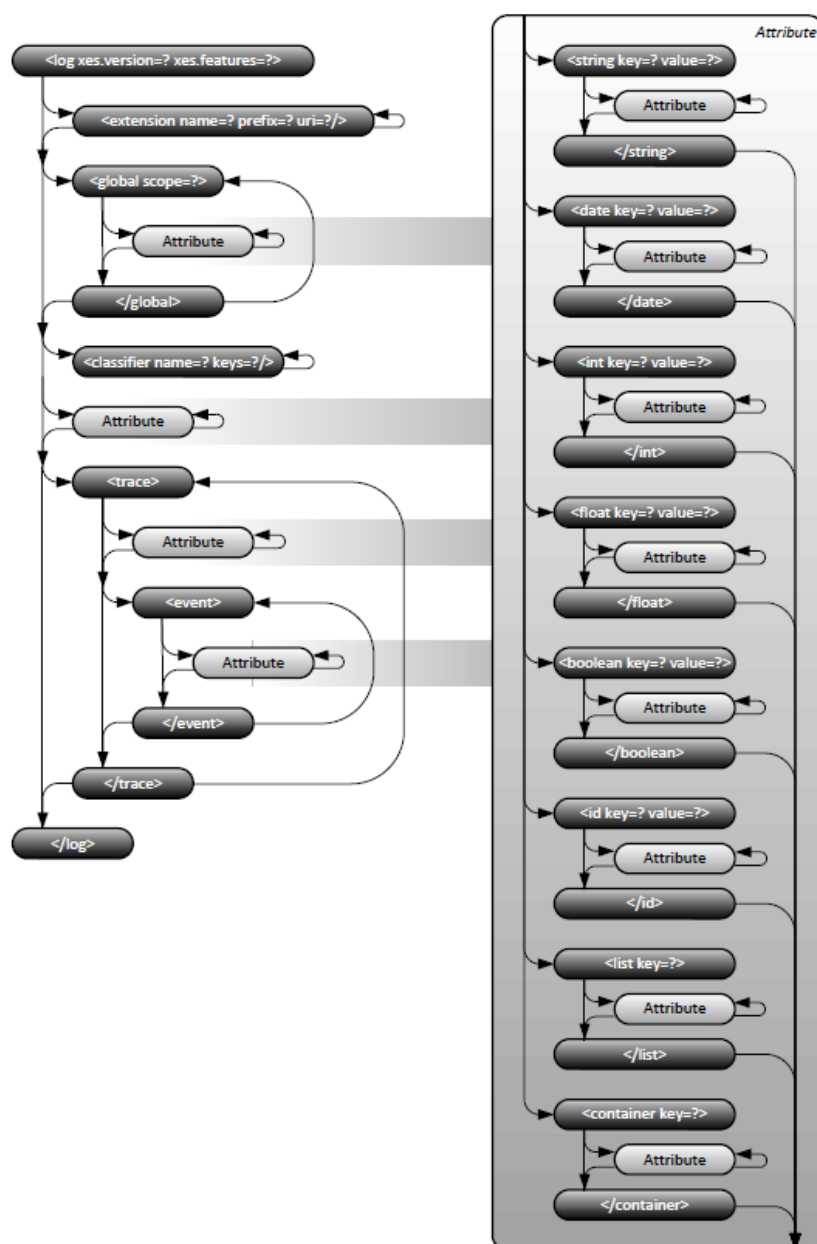 <log xes.version=? xes.features=?>
<extension name=? prefix=? uri=?/>
<global scope=?>
Attribute
</global>
<classifier name=? keys=?/>
Attribute
<trace>
Attribute
<event>
Attribute
</event>
</trace>
</log>
Attribute
<string key=? value=?>
Attribute
</string>
<date key=? value=?>
Attribute
</date>
<int key=? value=?>
Attribute
</int>
<float key=? value=?>
Attribute
</float>
<boolean key=? value=?>
Attribute
</boolean>
<id key=? value=?>
Attribute
</id>
<list key=?>
Attribute
</list>
<container key=?>
Attribute
</container>